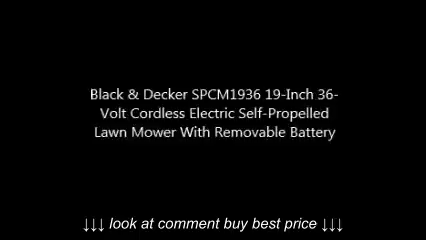 Black & Decker SPCM1936 19-Inch 36-
Volt Cordless Electric Self-Propelled
Lawn Mower With Removable Battery
↓↓↓ look at comment buy best price ↓↓↓